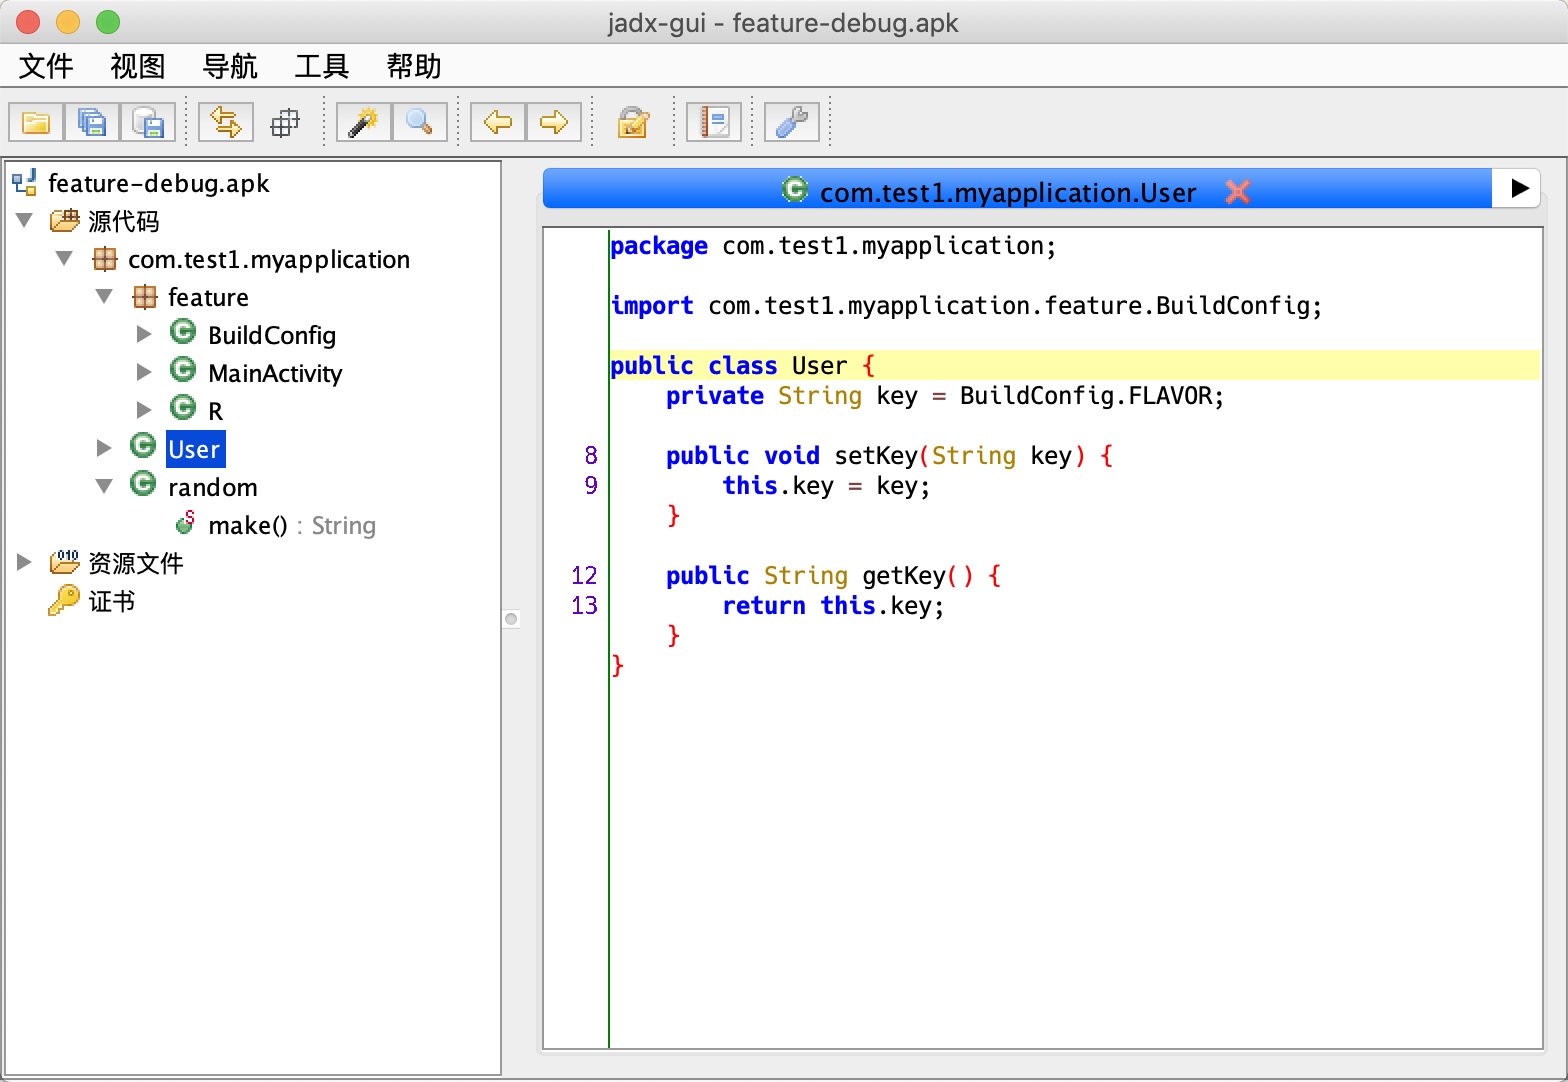 jadx-gui - feature-debug.apk
文件 视图 导航 工具 帮助
feature-debug.apk
源代码
com.test1.myapplication
feature
BuildConfig
MainActivity
R
User
random
make() : String
资源文件
证书
com.test1.myapplication.User
package com.test1.myapplication;
import com.test1.myapplication.feature.BuildConfig;
public class User {
private String key = BuildConfig.FLAVOR;
8 public void setKey(String key) {
9 this.key = key;
}
12 public String getKey() {
13 return this.key;
}
}